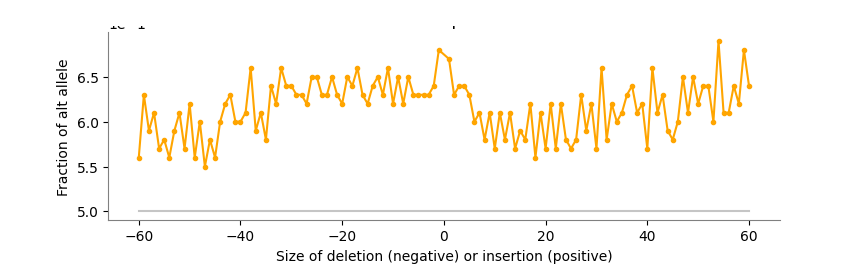 6.5
6.0
5.5
5.0
Fraction of alt allele
−60 −40 −20 0 20 40 60
Size of deletion (negative) or insertion (positive)